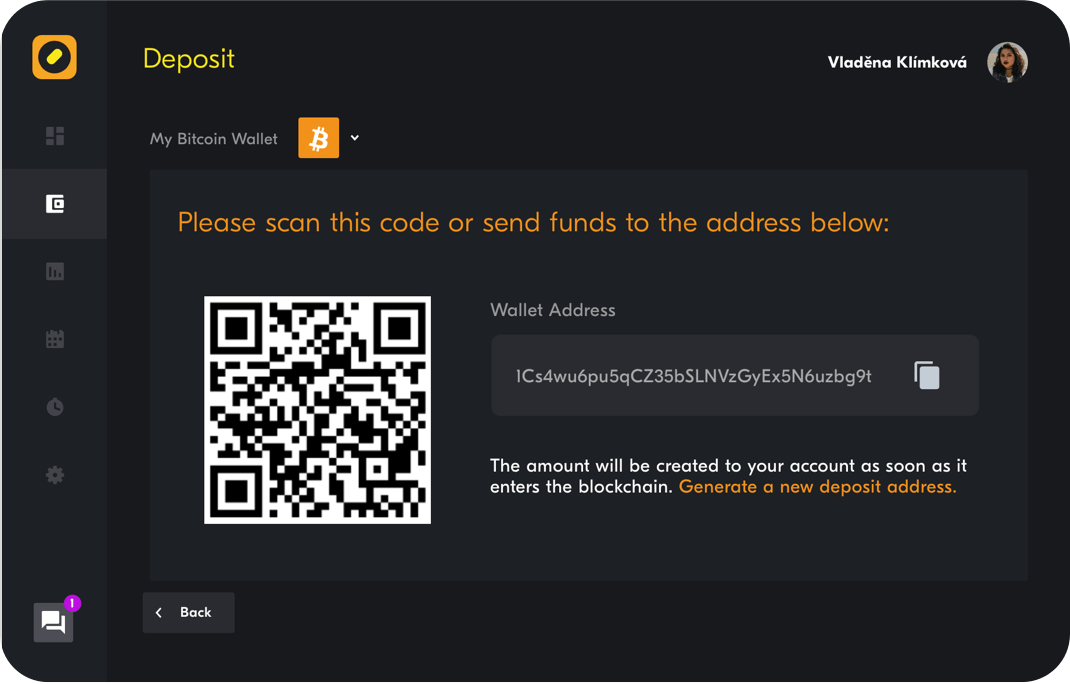 Deposit
Vladěna Klímková
My Bitcoin Wallet
Please scan this code or send funds to the address below:
Wallet Address
1Cs4wu6pu5qCZ35bSLNVzGyEx5N6uzbg9t
The amount will be created to your account as soon as it
enters the blockchain. Generate a new deposit address.
1
Back